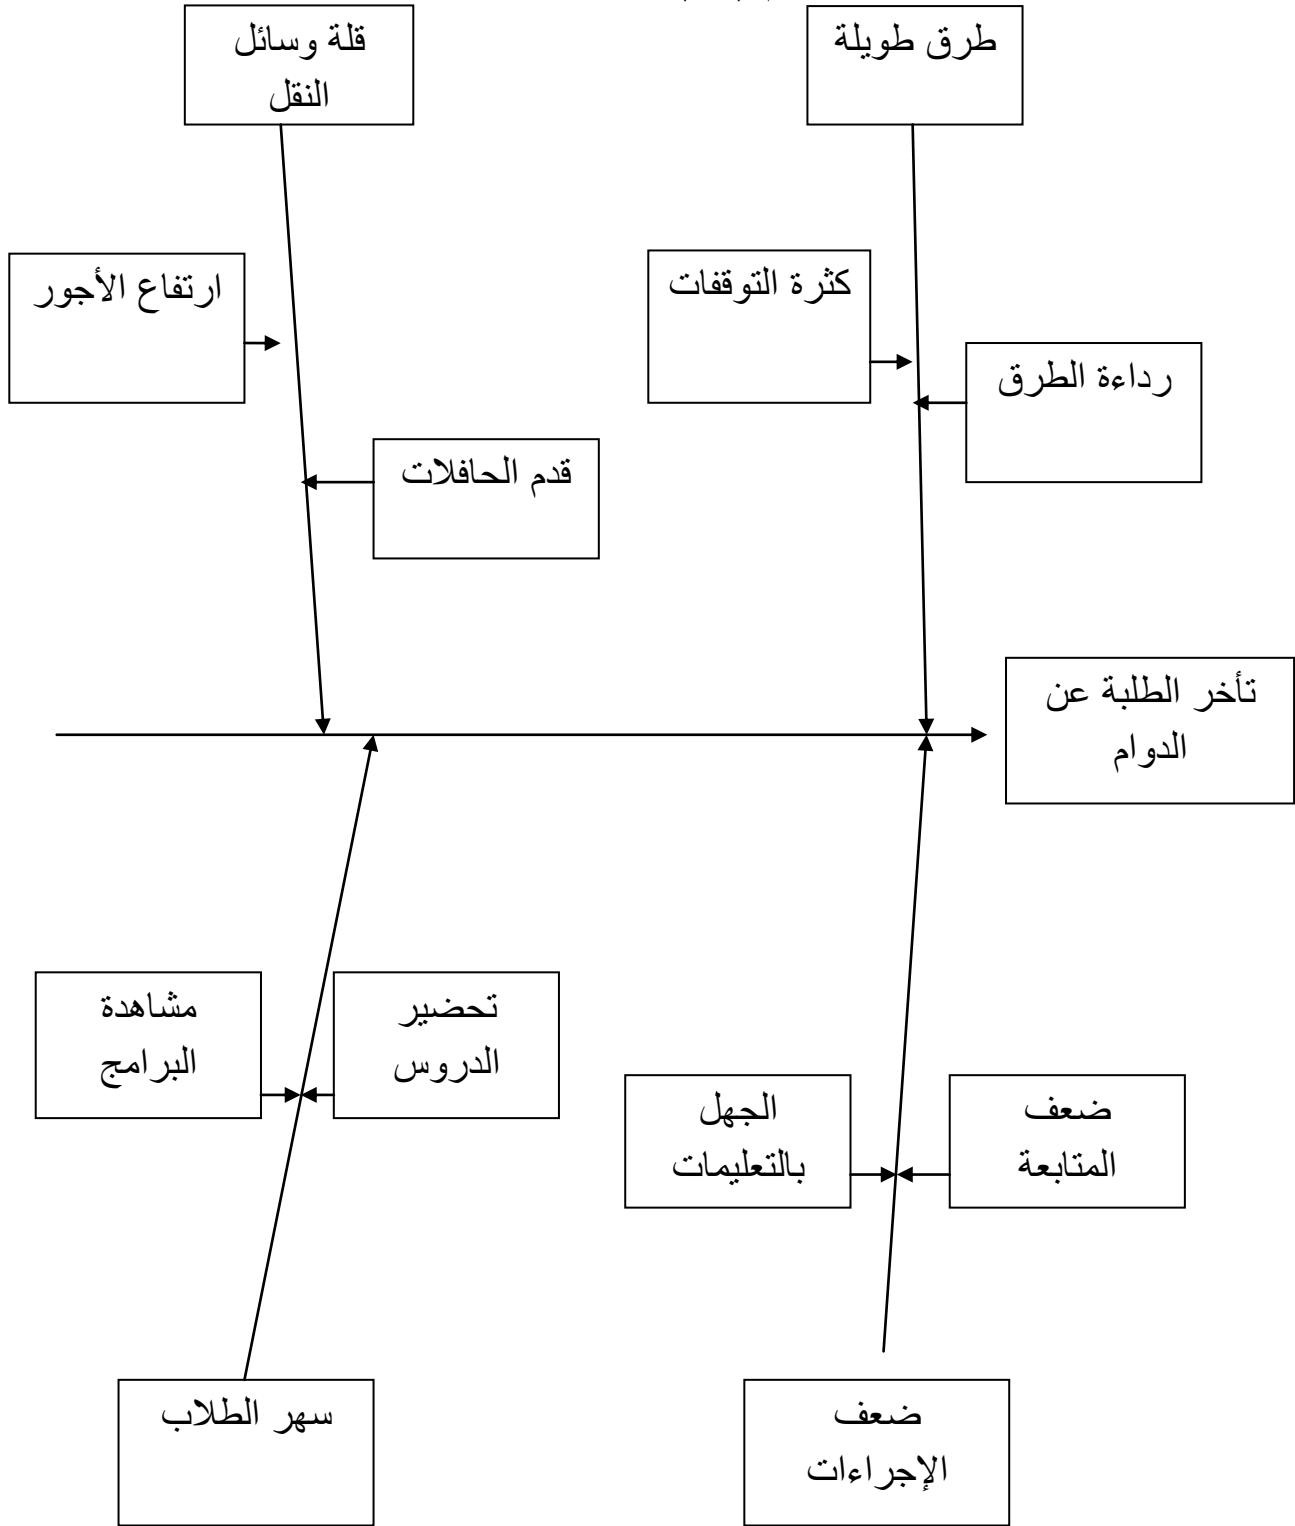 طرق طويلة
قلة وسائل
النقل
كثرة التوقفات
ارتفاع الأجور
رداءة الطرق
قدم الحافلات
تأخر الطلبة عن
الدوام
تحضير
الدروس
مشاهدة
البرامج
ضعف
المتابعة
الجهل
بالتعليمات
ضعف
الإجراءات
سهر الطلاب